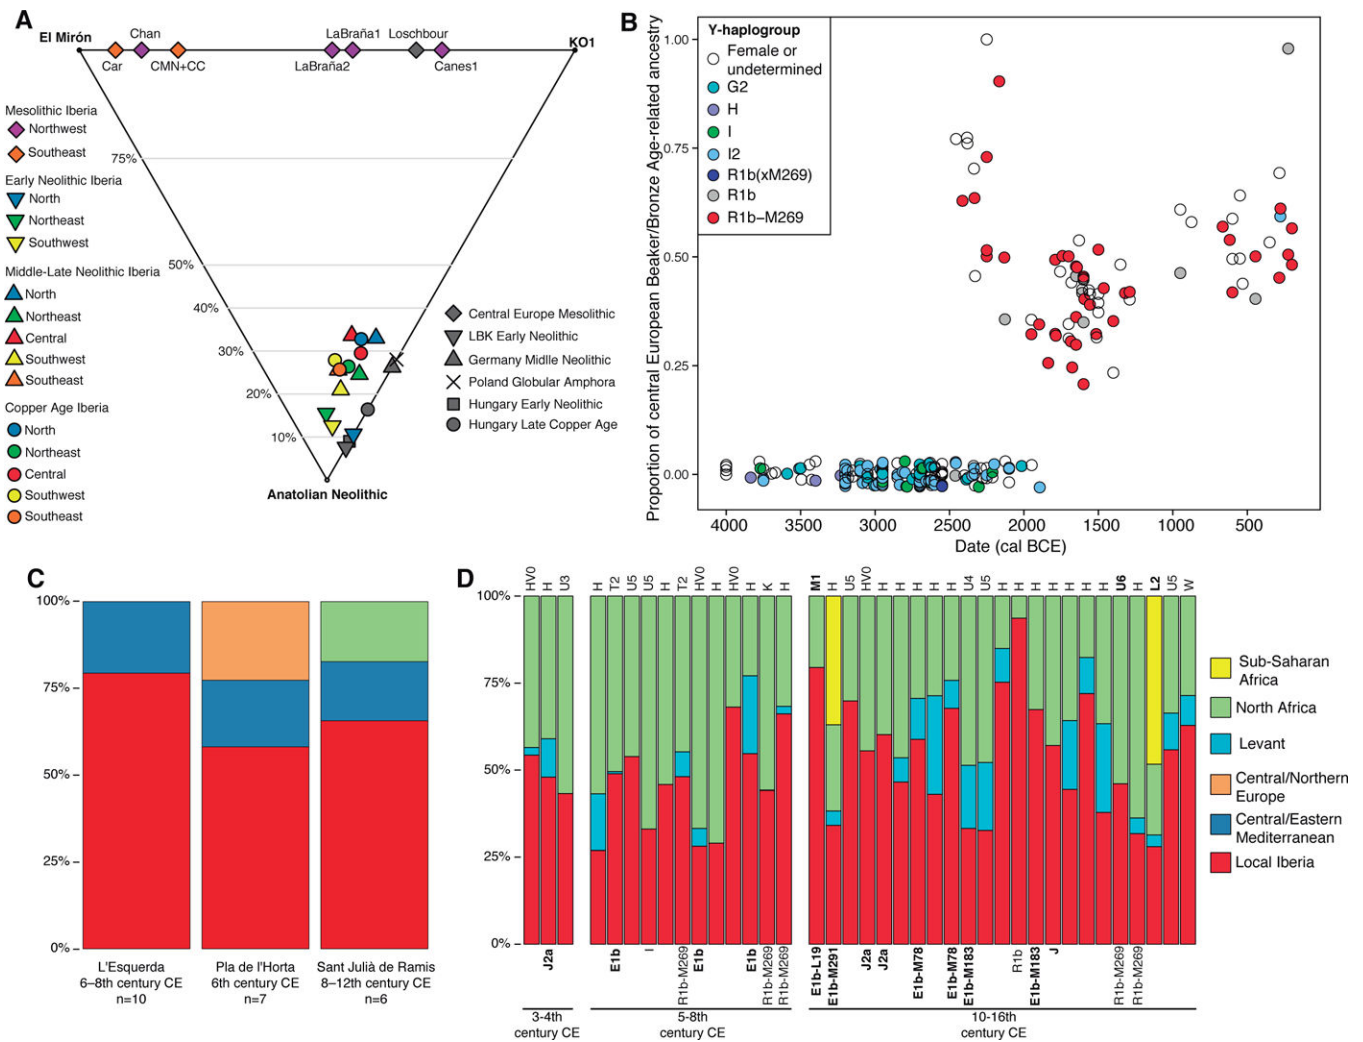 A
El Mirón
Chan
LaBraña1
Loschbour
KO1
Car
CMN+CC
LaBraña2
Canes1
Mesolithic Iberia
Northwest
Southeast
Early Neolithic Iberia
North
Northeast
Southwest
Middle-Late Neolithic Iberia
North
Northeast
Central
Southwest
Southeast
Copper Age Iberia
North
Northeast
Central
Southwest
Southeast
75%
50%
40%
30%
20%
10%
Anatolian Neolithic
Central Europe Mesolithic
LBK Early Neolithic
Germany Midlle Neolithic
Poland Globular Amphora
Hungary Early Neolithic
Hungary Late Copper Age
B
Proportion of central European Beaker/Bronze Age-related ancestry
1.00
0.75
0.50
0.25
0.00
Y-haplogroup
Female or
undetermined
G2
H
I
I2
R1b(xM269)
R1b
R1b-M269
4000 3500 3000 2500 2000 1500 1000 500
Date (cal BCE)
C
100%
75%
50%
25%
0%
L'Esquerda
6–8th century CE
n=10
Pla de l'Horta
6th century CE
n=7
Sant Julià de Ramis
8–12th century CE
n=6
D
HV0 H U3
H T2 U5 U5 H T2 HV0 H HV0 H K H
M1 H U5 HV0 H H H H H U4 U5 H H H H H H H U6 H L2 U5 W
100%
75%
50%
25%
0%
J2a
E1b I R1b-M269 E1b E1b R1b-M269 R1b-M269
E1b-L19 E1b-M291 J2a J2a E1b-M78 E1b-M78 E1b-M183 R1b E1b-M183 J R1b-M269 R1b-M269
3-4th
century CE
5-8th
century CE
10-16th
century CE
Sub-Saharan
Africa
North Africa
Levant
Central/Northern
Europe
Central/Eastern
Mediterranean
Local Iberia